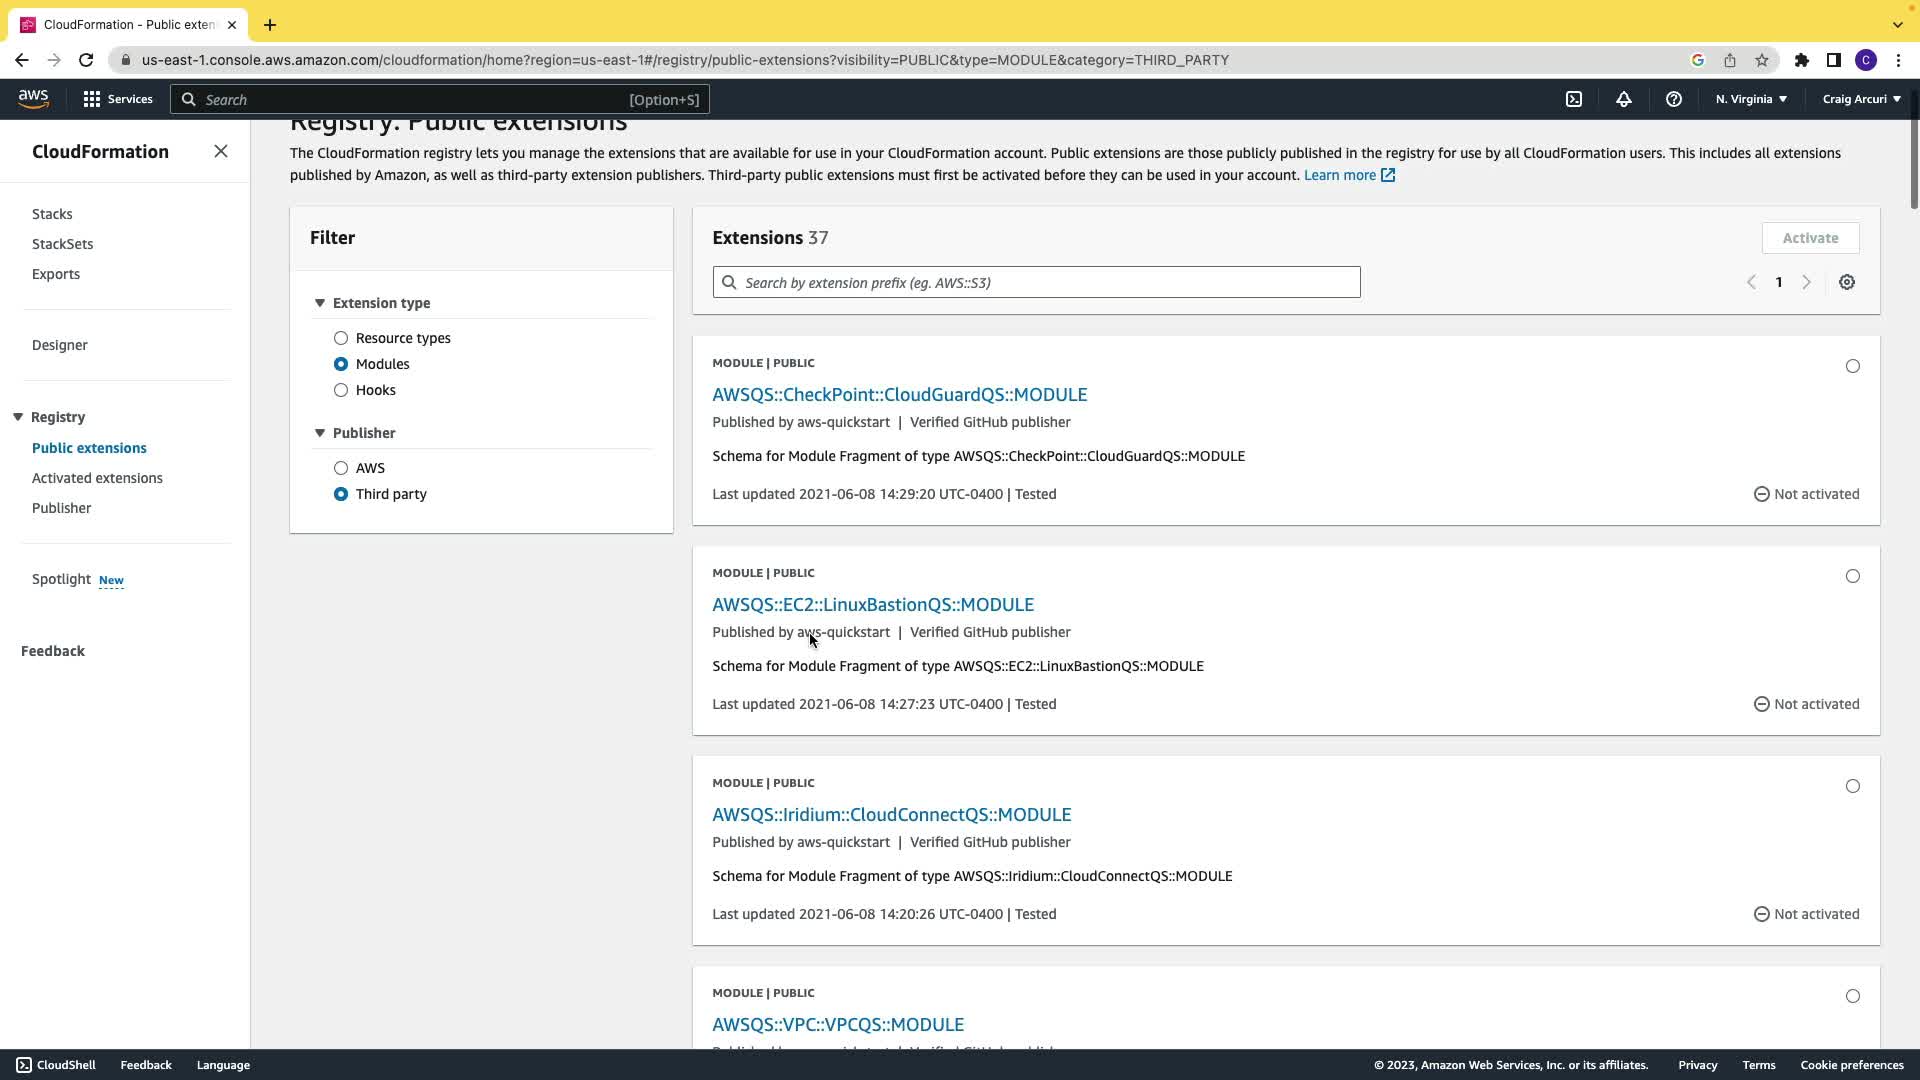 CloudFormation - Public exten
us-east-1.console.aws.amazon.com/cloudformation/home?region=us-east-1#/registry/public-extensions?visibility=PUBLIC&type=MODULE&category=THIRD_PARTY
C
aws
Services
Search
[Option+S]
N. Virginia
Craig Arcuri
CloudFormation
Stacks
StackSets
Exports
Designer
Registry
Public extensions
Activated extensions
Publisher
Spotlight New
Feedback
Registry: Public extensions
The CloudFormation registry lets you manage the extensions that are available for use in your CloudFormation account. Public extensions are those publicly published in the registry for use by all CloudFormation users. This includes all extensions
published by Amazon, as well as third-party extension publishers. Third-party public extensions must first be activated before they can be used in your account. Learn more
Filter
Extension type
Resource types
Modules
Hooks
Publisher
AWS
Third party
Extensions 37
Activate
Search by extension prefix (eg. AWS::S3)
1
MODULE | PUBLIC
AWSQS::CheckPoint::CloudGuardQS::MODULE
Published by aws-quickstart | Verified GitHub publisher
Schema for Module Fragment of type AWSQS::CheckPoint::CloudGuardQS::MODULE
Last updated 2021-06-08 14:29:20 UTC-0400 | Tested
Not activated
MODULE | PUBLIC
AWSQS::EC2::LinuxBastionQS::MODULE
Published by aws-quickstart | Verified GitHub publisher
Schema for Module Fragment of type AWSQS::EC2::LinuxBastionQS::MODULE
Last updated 2021-06-08 14:27:23 UTC-0400 | Tested
Not activated
MODULE | PUBLIC
AWSQS::Iridium::CloudConnectQS::MODULE
Published by aws-quickstart | Verified GitHub publisher
Schema for Module Fragment of type AWSQS::Iridium::CloudConnectQS::MODULE
Last updated 2021-06-08 14:20:26 UTC-0400 | Tested
Not activated
MODULE | PUBLIC
AWSQS::VPC::VPCQS::MODULE
CloudShell
Feedback
Language
© 2023, Amazon Web Services, Inc. or its affiliates.
Privacy
Terms
Cookie preferences